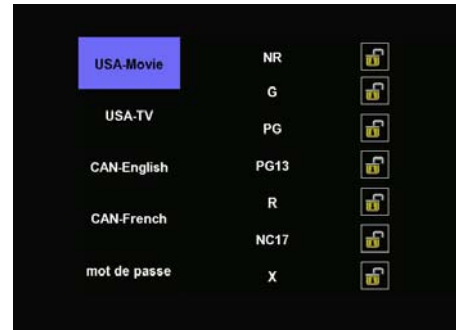 USA-Movie
USA-TV
CAN-English
CAN-French
mot de passe
NR
G
PG
PG13
R
NC17
X